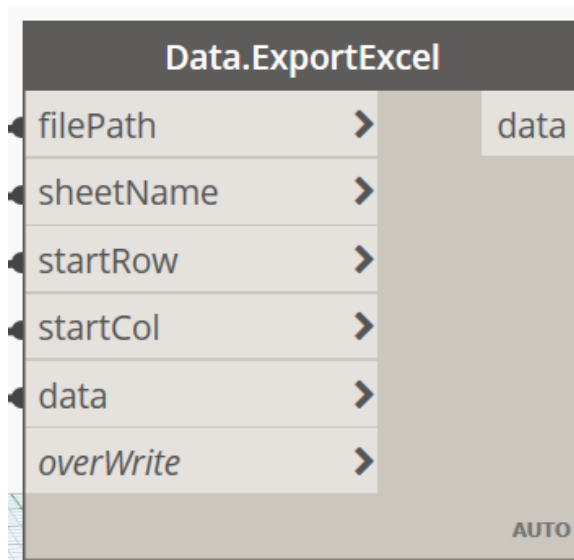 Data.ExportExcel
filePath
data
sheetName
startRow
startCol
data
overWrite
AUTO